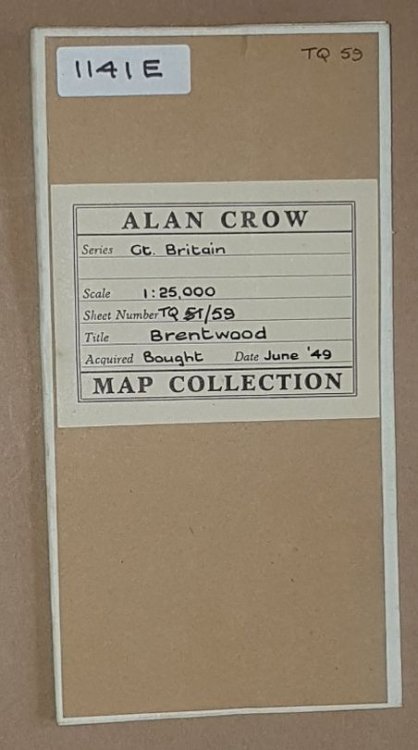 1141E
TQ 59
ALAN CROW
Series Gt. Britain
Scale 1:25,000
Sheet Number TQ 51/59
Title Brentwood
Acquired Bought Date June '49
MAP COLLECTION